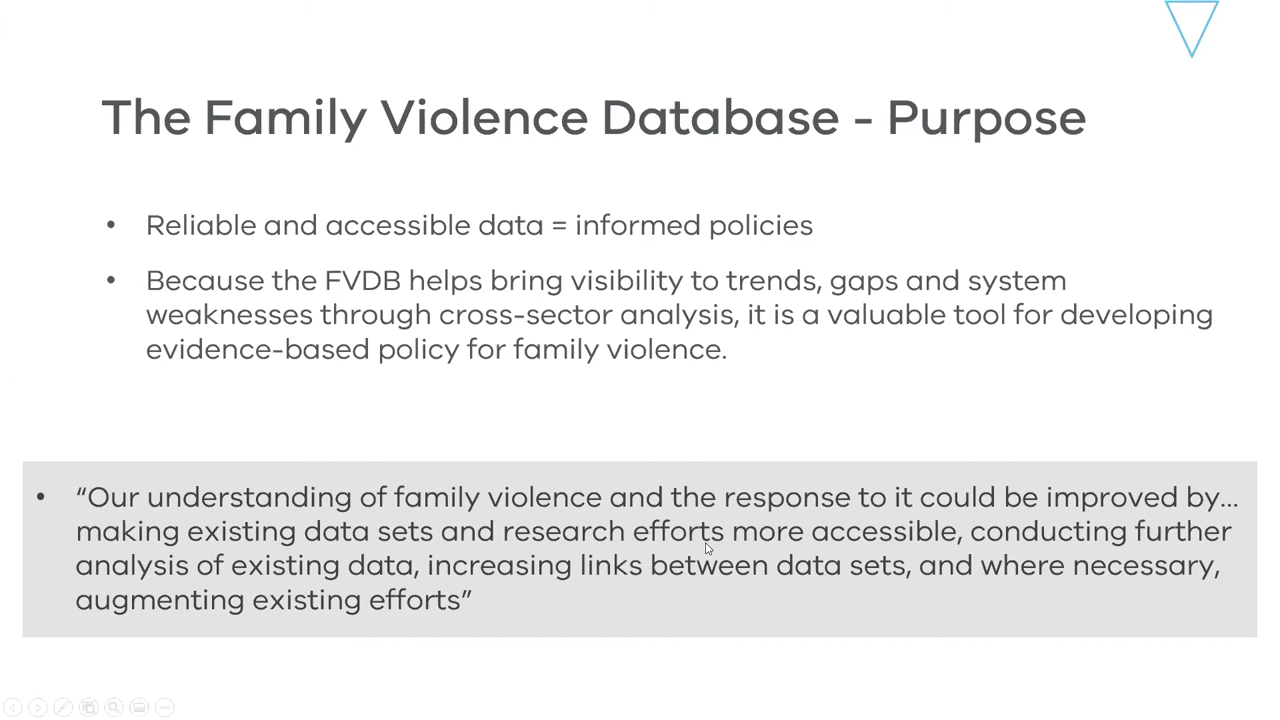 The Family Violence Database - Purpose
• Reliable and accessible data = informed policies
• Because the FVDB helps bring visibility to trends, gaps and system
weaknesses through cross-sector analysis, it is a valuable tool for developing
evidence-based policy for family violence.
• “Our understanding of family violence and the response to it could be improved by...
making existing data sets and research efforts more accessible, conducting further
analysis of existing data, increasing links between data sets, and where necessary,
augmenting existing efforts”